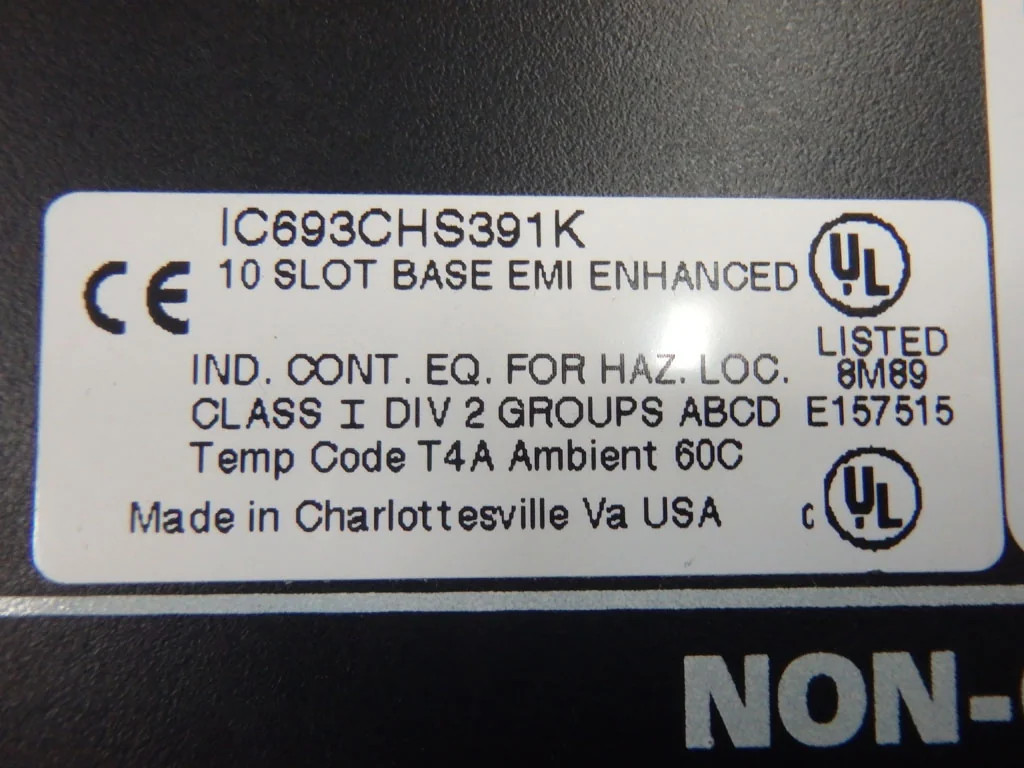 IC693CHS391K
CE 10 SLOT BASE EMI ENHANCED UL
LISTED
IND. CONT. EQ. FOR HAZ. LOC. 8M89
CLASS I DIV 2 GROUPS ABCD E157515
Temp Code T4A Ambient 60C
Made in Charlottesville Va USA c UL
NON-